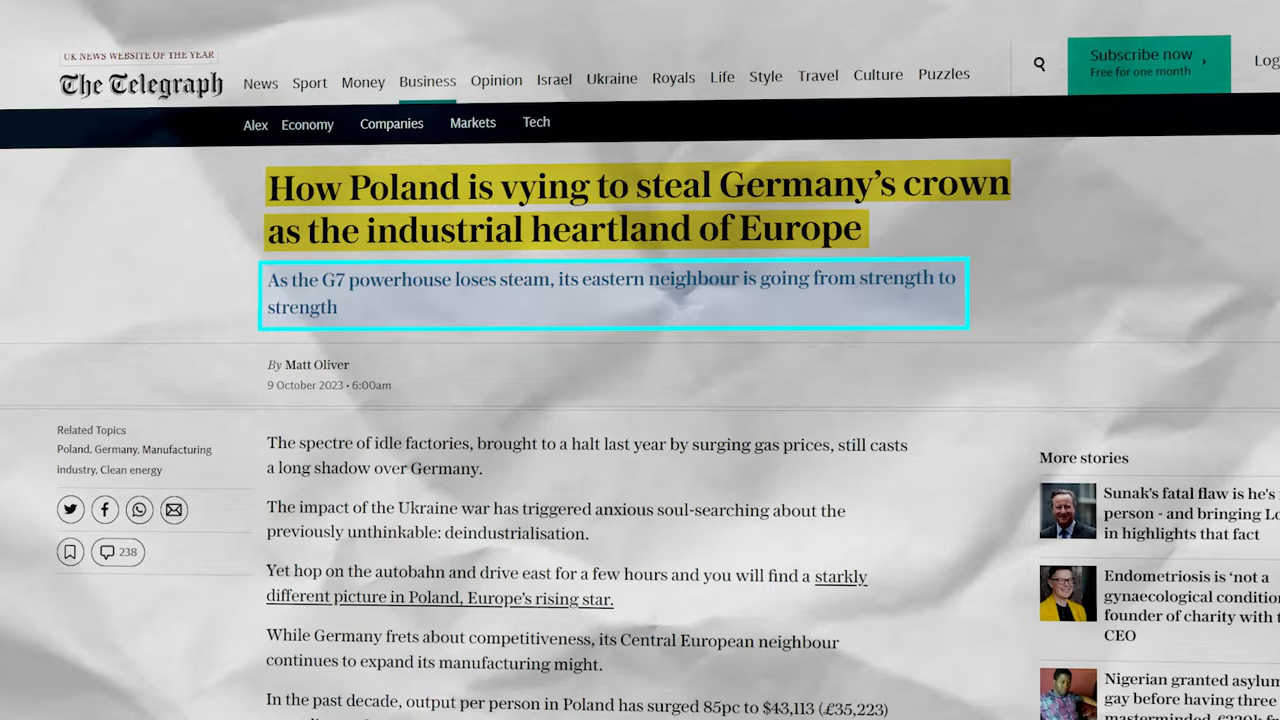 UK NEWS WEBSITE OF THE YEAR
The Telegraph
News Sport Money Business Opinion Israel Ukraine Royals Life Style Travel Culture Puzzles
Subscribe now
Free for one month
Log
Alex Economy Companies Markets Tech
How Poland is vying to steal Germany's crown
as the industrial heartland of Europe
As the G7 powerhouse loses steam, its eastern neighbour is going from strength to
strength
By Matt Oliver
9 October 2023 • 6:00am
Related Topics
Poland, Germany, Manufacturing
industry, Clean energy
238
The spectre of idle factories, brought to a halt last year by surging gas prices, still casts
a long shadow over Germany.
The impact of the Ukraine war has triggered anxious soul-searching about the
previously unthinkable: deindustrialisation.
Yet hop on the autobahn and drive east for a few hours and you will find a starkly
different picture in Poland, Europe's rising star.
While Germany frets about competitiveness, its Central European neighbour
continues to expand its manufacturing might.
In the past decade, output per person in Poland has surged 85pc to $43,113 (£35,223)
More stories
Sunak's fatal flaw is he's
person - and bringing Lo
in highlights that fact
Endometriosis is 'not a
gynaecological condition
founder of charity with t
CEO
Nigerian granted asylum
gay before having three